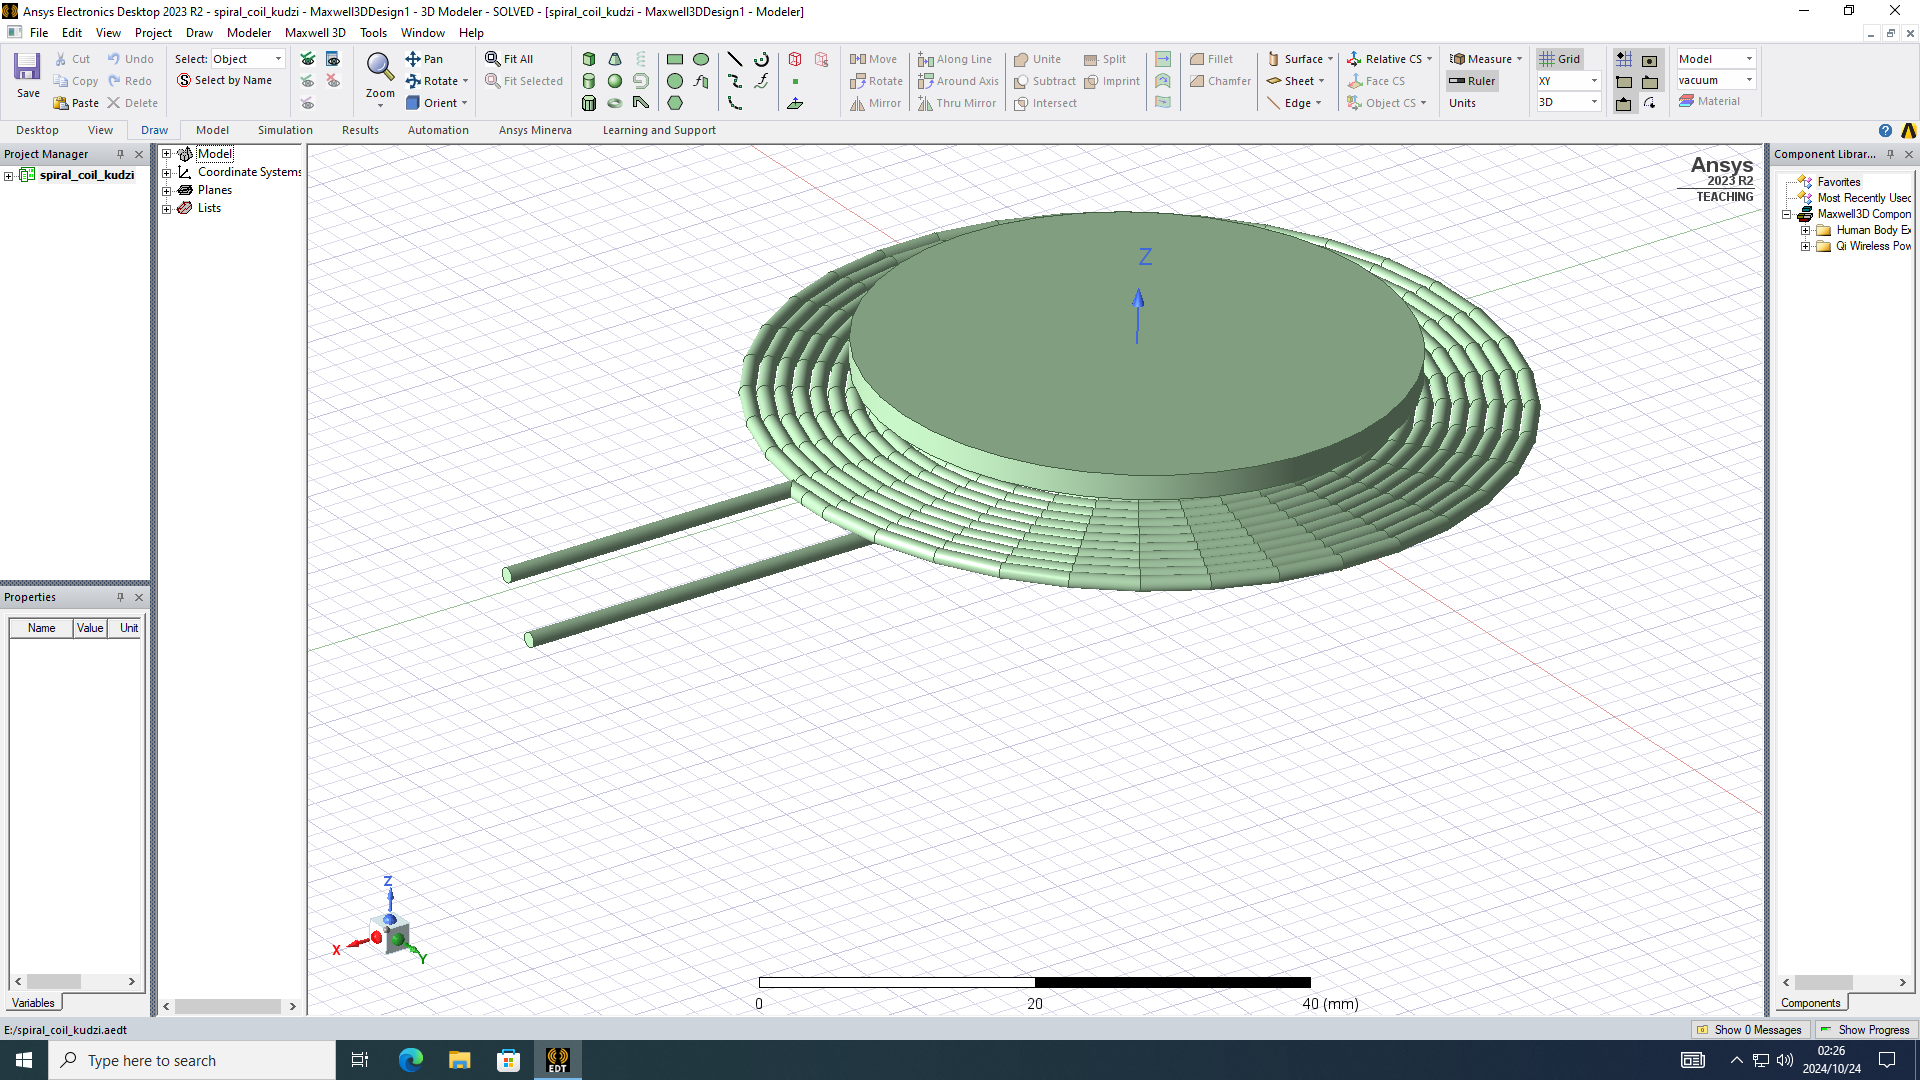 Ansys Electronics Desktop 2023 R2 - spiral_coil_kudzi - Maxwell3DDesign1 - 3D Modeler - SOLVED - [spiral_coil_kudzi - Maxwell3DDesign1 - Modeler]
File Edit View Project Draw Modeler Maxwell 3D Tools Window Help
Save
Cut
Copy
Paste
Undo
Redo
Delete
Select: Object
Select by Name
Zoom
Pan
Rotate
Orient
Fit All
Fit Selected
Move
Rotate
Mirror
Along Line
Around Axis
Thru Mirror
Unite
Subtract
Intersect
Split
Imprint
Fillet
Chamfer
Surface
Sheet
Edge
Relative CS
Face CS
Object CS
Measure
Ruler
Units
Grid
XY
3D
Model
vacuum
Material
Desktop View Draw Model Simulation Results Automation Ansys Minerva Learning and Support
Project Manager
spiral_coil_kudzi
Model
Coordinate Systems
Planes
Lists
Ansys
2023 R2
TEACHING
Z
Component Librar...
Favorites
Most Recently Used
Maxwell3D Compon
Human Body Ex
Qi Wireless Pow
Properties
Name Value Unit
Variables
Z
X
Y
0 20 40 (mm)
Components
E:/spiral_coil_kudzi.aedt
Show 0 Messages
Show Progress
Type here to search
EDT
02:26
2024/10/24